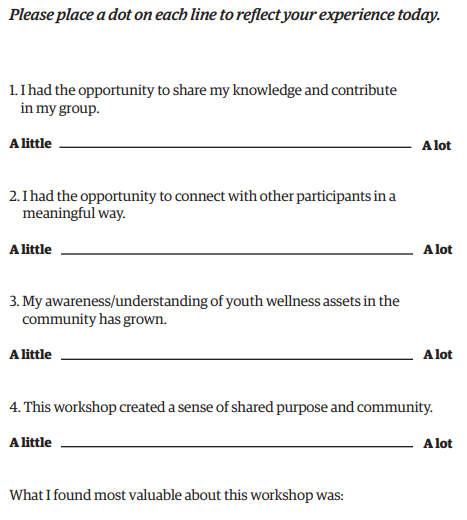 Please place a dot on each line to reflect your experience today.
1. I had the opportunity to share my knowledge and contribute
in my group.
A little A lot
2. I had the opportunity to connect with other participants in a
meaningful way.
A little A lot
3. My awareness/understanding of youth wellness assets in the
community has grown.
A little A lot
4. This workshop created a sense of shared purpose and community.
A little A lot
What I found most valuable about this workshop was: